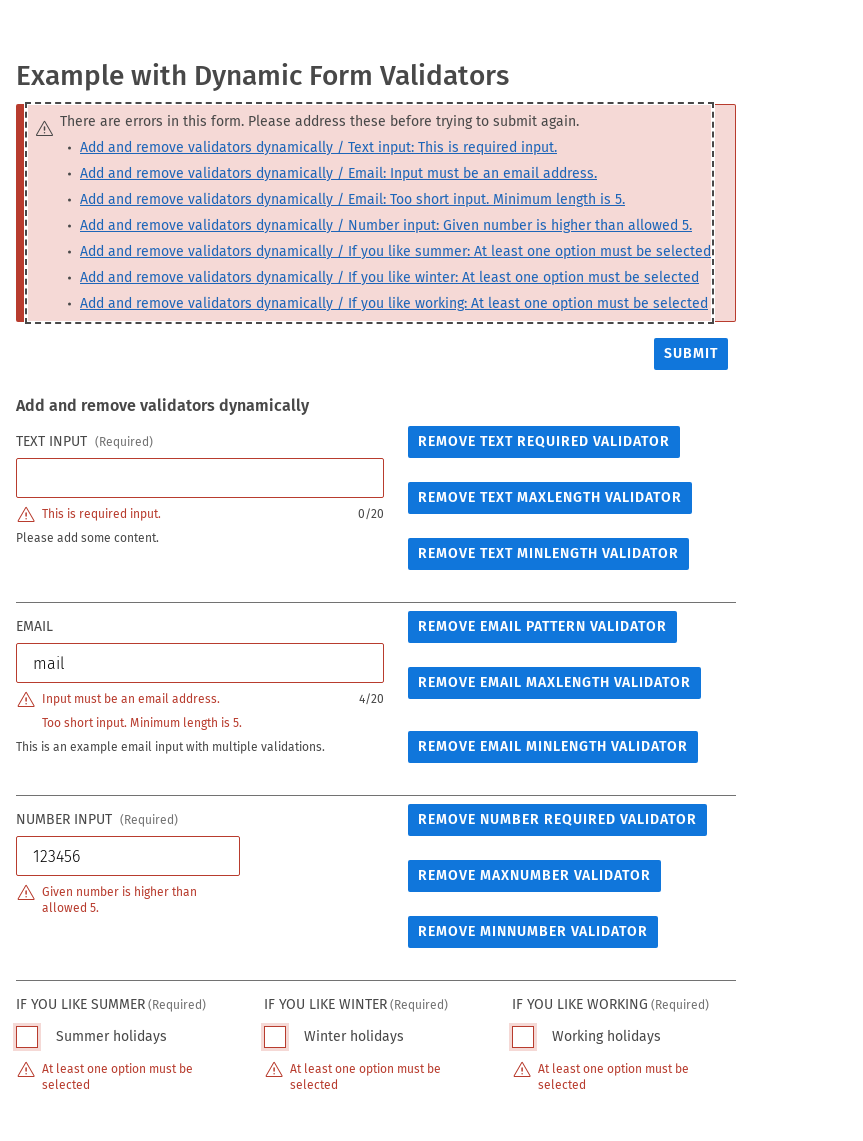 Example with Dynamic Form Validators
There are errors in this form. Please address these before trying to submit again.
Add and remove validators dynamically / Text input: This is required input.
Add and remove validators dynamically / Email: Input must be an email address.
Add and remove validators dynamically / Email: Too short input. Minimum length is 5.
Add and remove validators dynamically / Number input: Given number is higher than allowed 5.
Add and remove validators dynamically / If you like summer: At least one option must be selected
Add and remove validators dynamically / If you like winter: At least one option must be selected
Add and remove validators dynamically / If you like working: At least one option must be selected
SUBMIT
Add and remove validators dynamically
TEXT INPUT (Required)
This is required input. 0/20
Please add some content.
REMOVE TEXT REQUIRED VALIDATOR
REMOVE TEXT MAXLENGTH VALIDATOR
REMOVE TEXT MINLENGTH VALIDATOR
EMAIL
mail
Input must be an email address. 4/20
Too short input. Minimum length is 5.
This is an example email input with multiple validations.
REMOVE EMAIL PATTERN VALIDATOR
REMOVE EMAIL MAXLENGTH VALIDATOR
REMOVE EMAIL MINLENGTH VALIDATOR
NUMBER INPUT (Required)
123456
Given number is higher than
allowed 5.
REMOVE NUMBER REQUIRED VALIDATOR
REMOVE MAXNUMBER VALIDATOR
REMOVE MINNUMBER VALIDATOR
IF YOU LIKE SUMMER (Required)
Summer holidays
At least one option must be
selected
IF YOU LIKE WINTER (Required)
Winter holidays
At least one option must be
selected
IF YOU LIKE WORKING (Required)
Working holidays
At least one option must be
selected